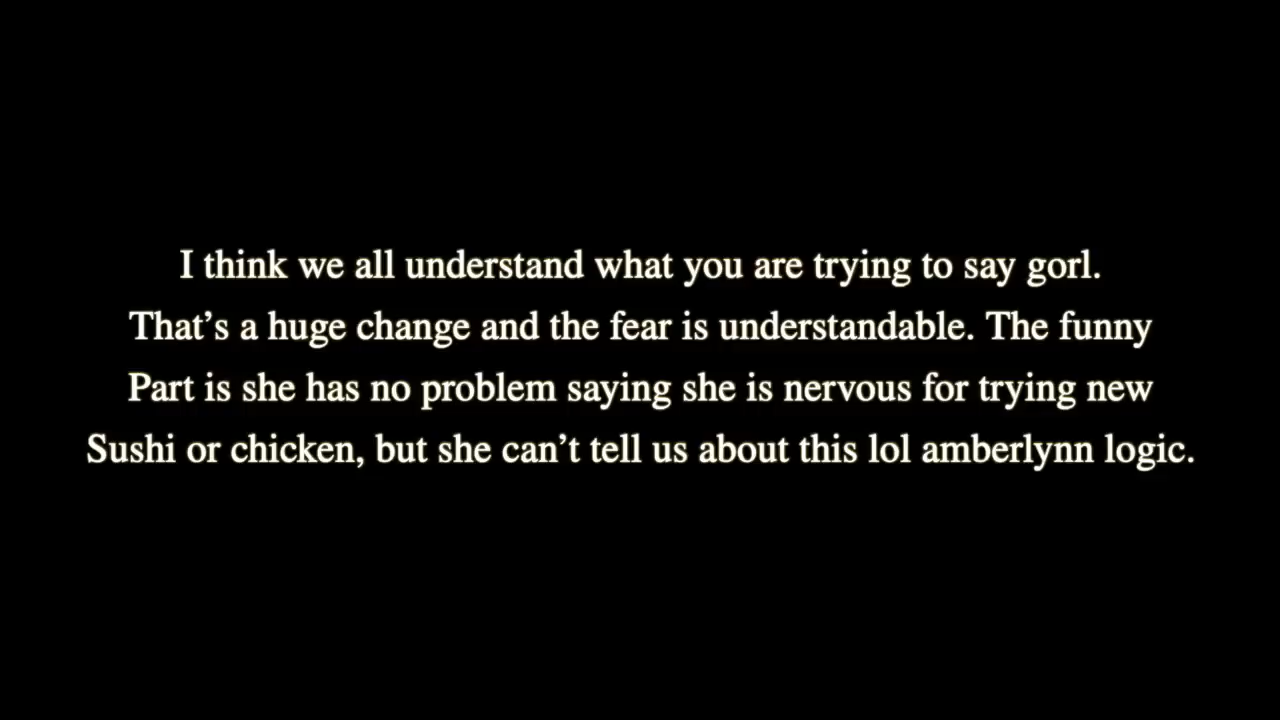 I think we all understand what you are trying to say gorl.
That’s a huge change and the fear is understandable. The funny
Part is she has no problem saying she is nervous for trying new
Sushi or chicken, but she can’t tell us about this lol amberlynn logic.